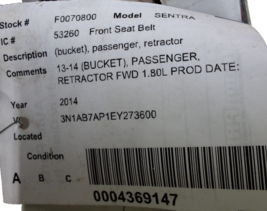 Stock # F0070800 Model SENTRA
IC # 53260 Front Seat Belt
Description (bucket), passenger, retractor
Comments 13-14 (BUCKET), PASSENGER,
RETRACTOR FWD 1.80L PROD DATE:
Year 2014
3N1AB7AP1EY273600
Located
Condition
A B C
0004369147